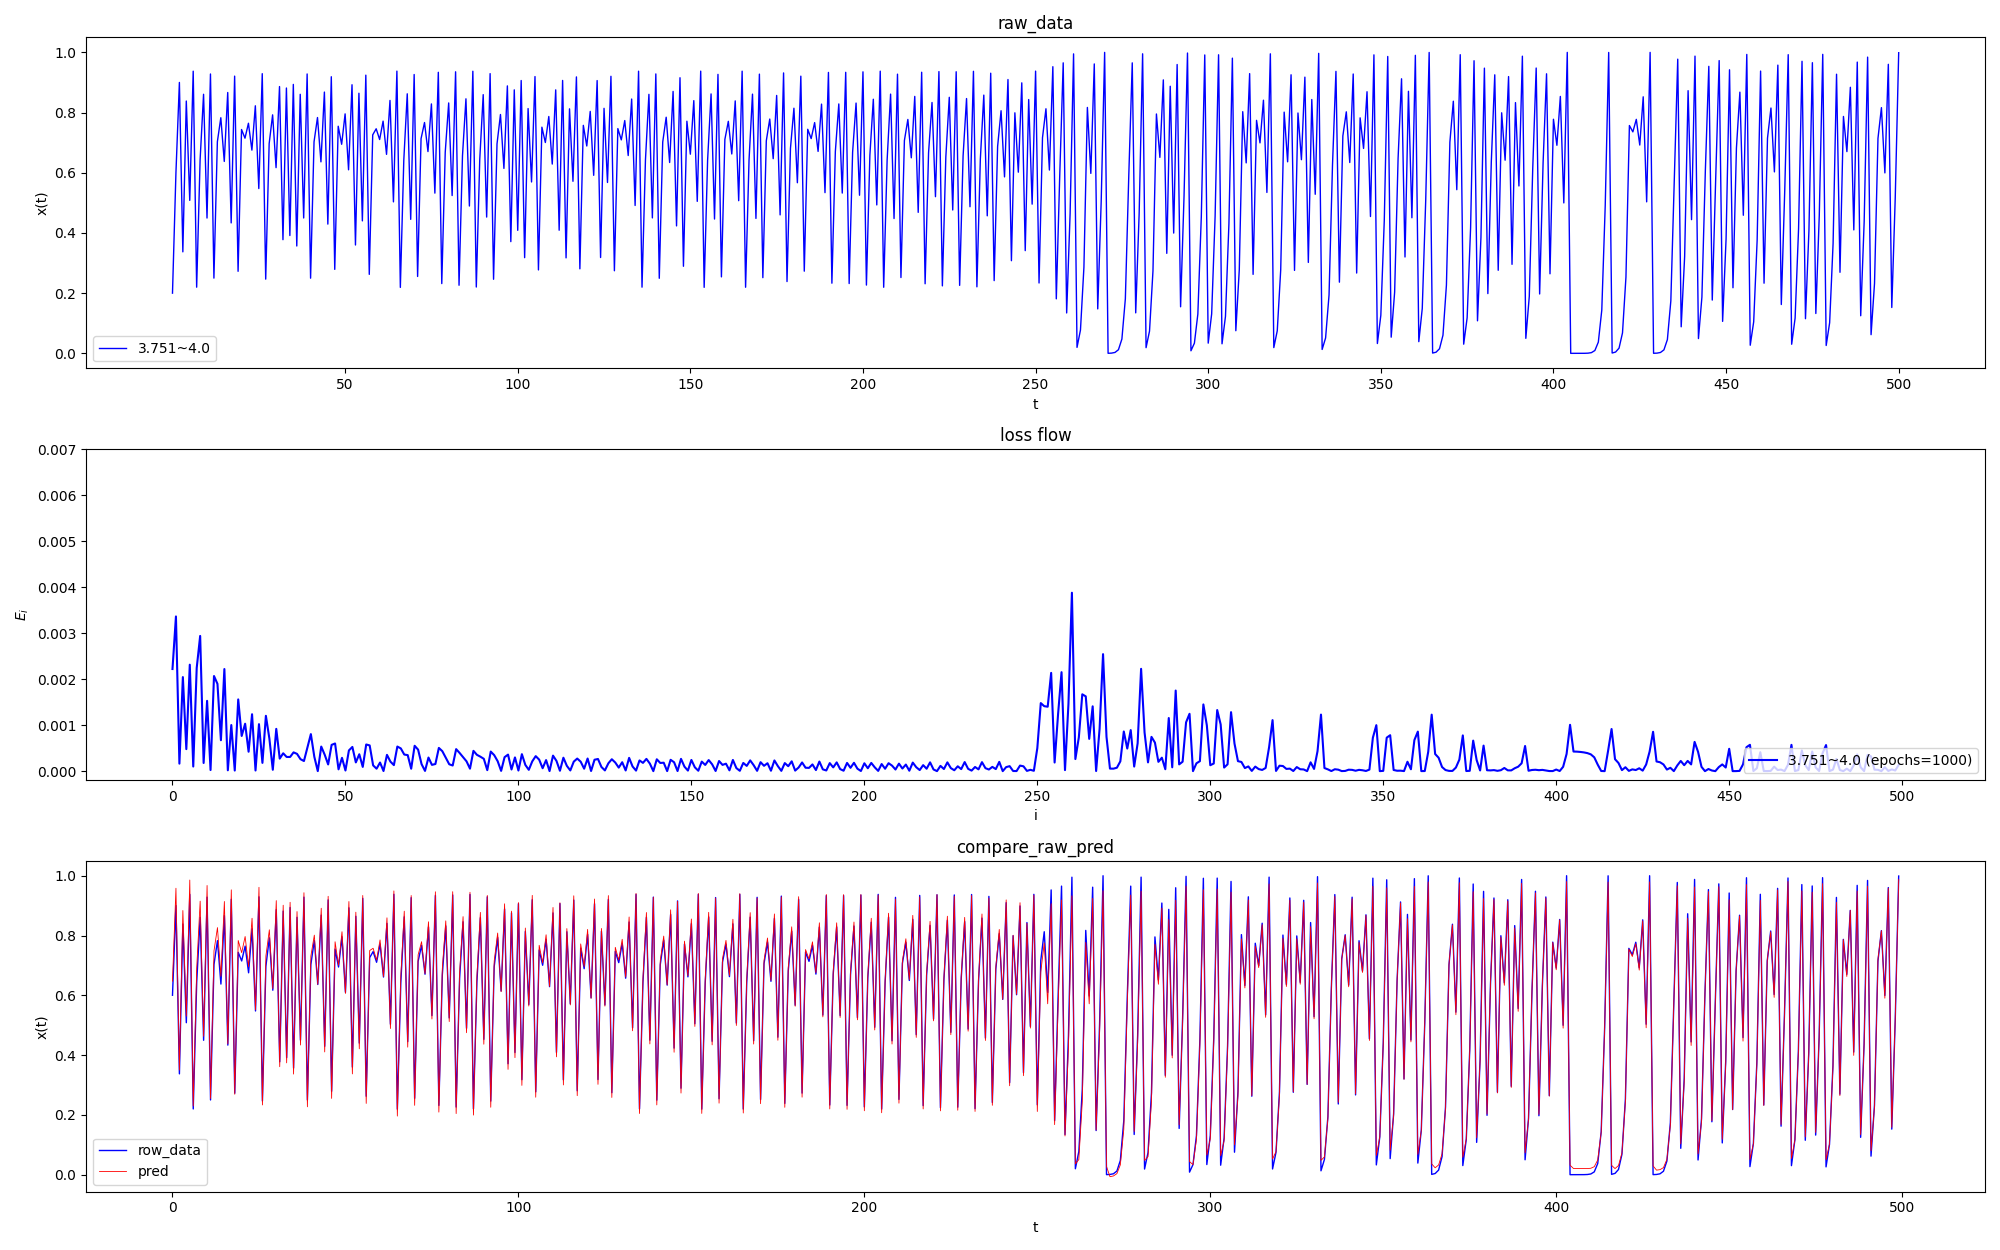 raw_data
1.0
0.8
0.6
0.4
0.2
0.0
x(t)
3.751~4.0
50 100 150 200 250 300 350 400 450 500
t
loss flow
0.007
0.006
0.005
0.004
0.003
0.002
0.001
0.000
E_i
3.751~4.0 (epochs=1000)
0 50 100 150 200 250 300 350 400 450 500
i
compare_raw_pred
1.0
0.8
0.6
0.4
0.2
0.0
x(t)
row_data
pred
0 100 200 300 400 500
t